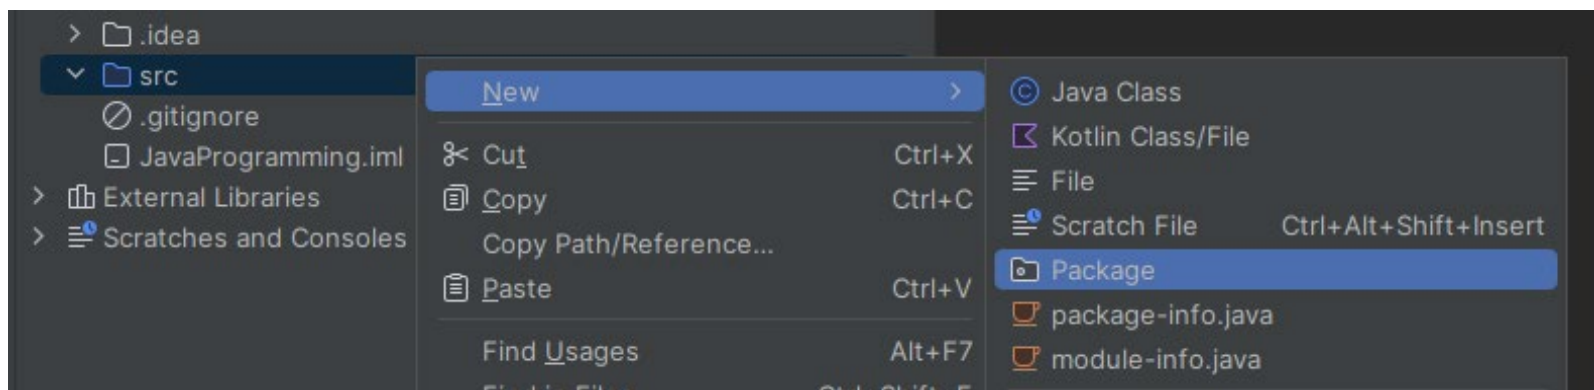 .idea
src
.gitignore
JavaProgramming.iml
External Libraries
Scratches and Consoles
New
Cut Ctrl+X
Copy Ctrl+C
Copy Path/Reference...
Paste Ctrl+V
Find Usages Alt+F7
Java Class
Kotlin Class/File
File
Scratch File Ctrl+Alt+Shift+Insert
Package
package-info.java
module-info.java